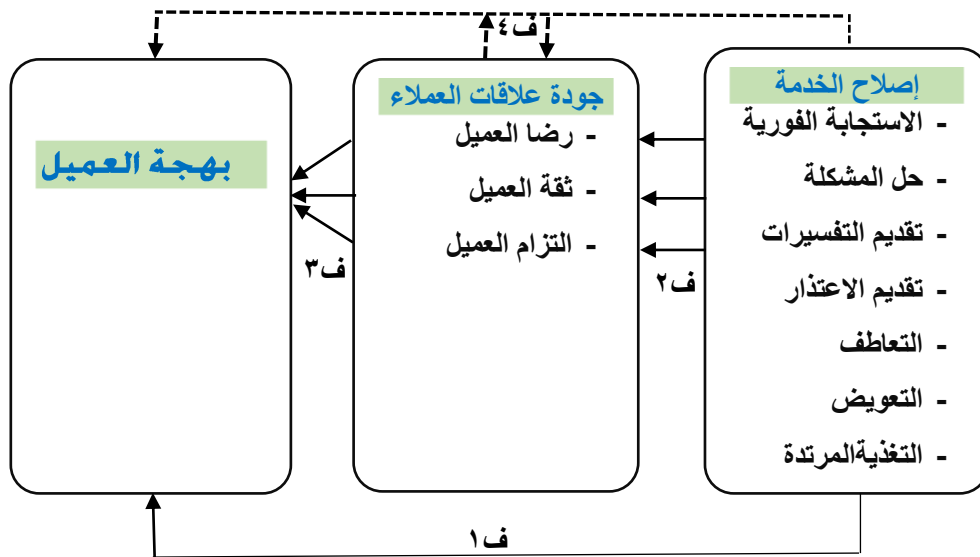 ف٤
إصلاح الخدمة
- الاستجابة الفورية
- حل المشكلة
- تقديم التفسيرات
- تقديم الاعتذار
- التعاطف
- التعويض
- التغذيةالمرتدة
ف٢
جودة علاقات العملاء
- رضا العميل
- ثقة العميل
- التزام العميل
ف٣
بهجة العميل
ف١